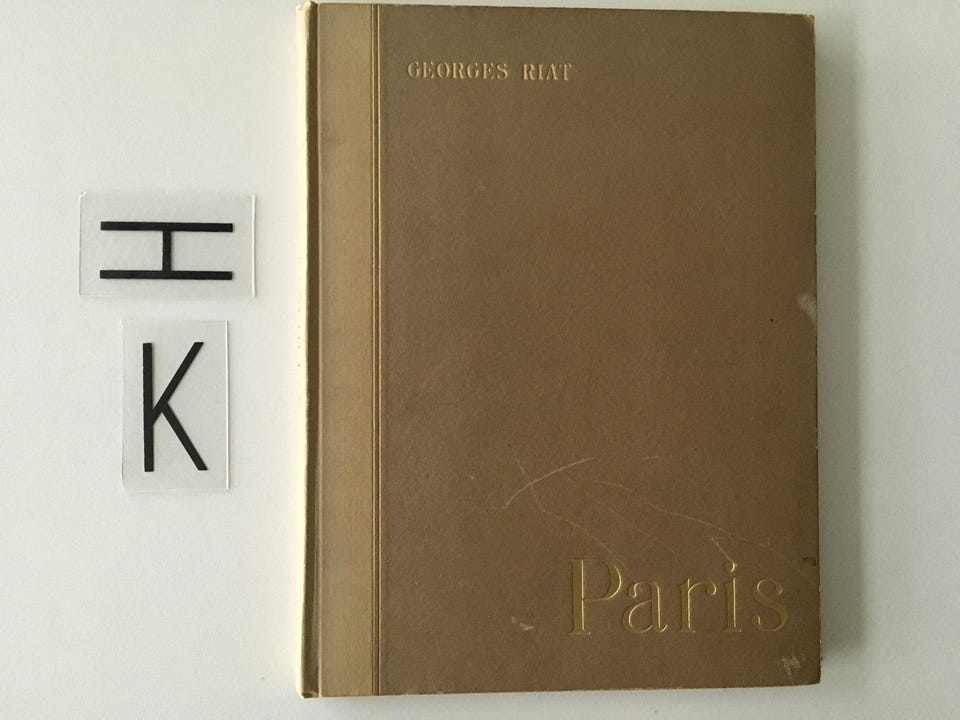 GEORGES RIAT
H
K
Paris